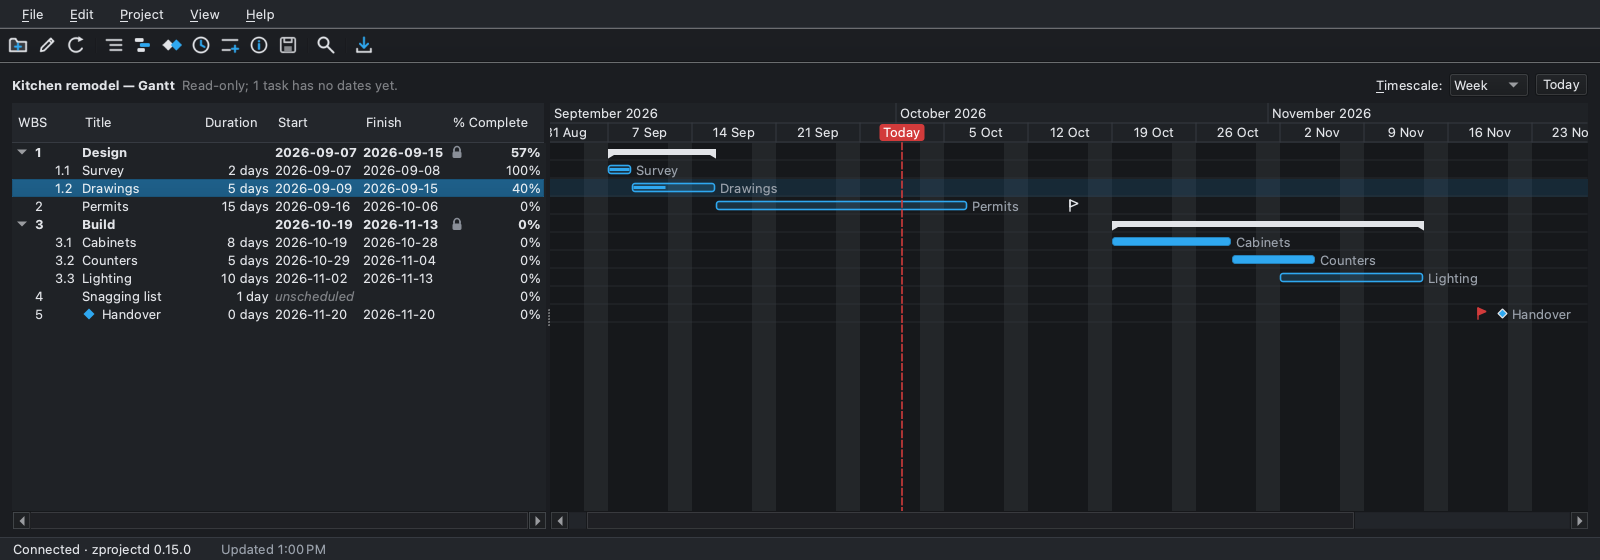 File Edit Project View Help
Kitchen remodel — Gantt Read-only; 1 task has no dates yet. Timescale: Week Today
September 2026 October 2026 November 2026
WBS Title Duration Start Finish % Complete
31 Aug 7 Sep 14 Sep 21 Sep Today 5 Oct 12 Oct 19 Oct 26 Oct 2 Nov 9 Nov 16 Nov 23 No
1 Design 2026-09-07 2026-09-15 57%
1.1 Survey 2 days 2026-09-07 2026-09-08 100% Survey
1.2 Drawings 5 days 2026-09-09 2026-09-15 40% Drawings
2 Permits 15 days 2026-09-16 2026-10-06 0% Permits
3 Build 2026-10-19 2026-11-13 0%
3.1 Cabinets 8 days 2026-10-19 2026-10-28 0% Cabinets
3.2 Counters 5 days 2026-10-29 2026-11-04 0% Counters
3.3 Lighting 10 days 2026-11-02 2026-11-13 0% Lighting
4 Snagging list 1 day unscheduled 0%
5 Handover 0 days 2026-11-20 2026-11-20 0% Handover
Connected · zprojectd 0.15.0 Updated 1:00 PM